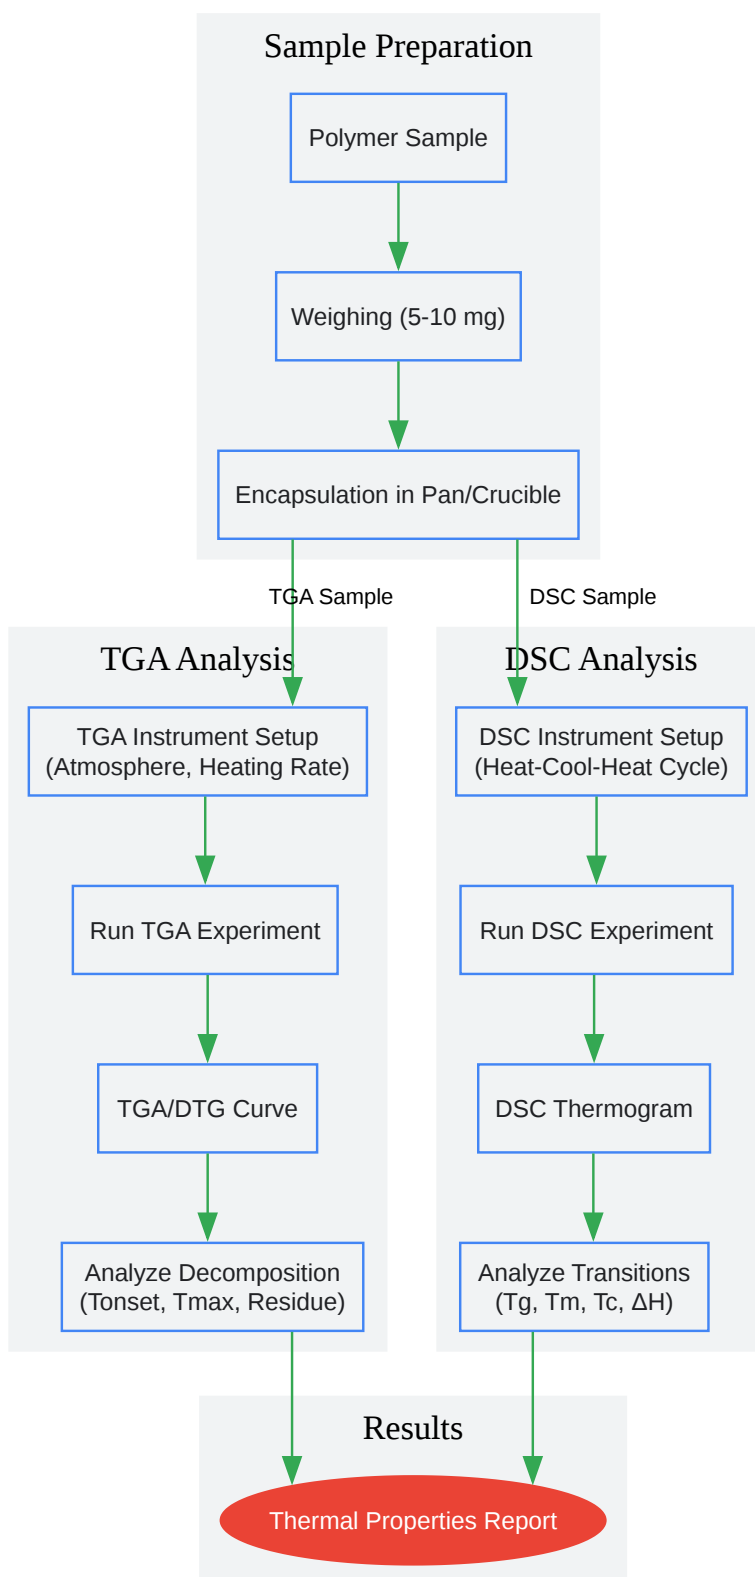 Sample Preparation
Polymer Sample
Weighing (5-10 mg)
Encapsulation in Pan/Crucible
TGA Sample
DSC Sample
TGA Analysis
TGA Instrument Setup
(Atmosphere, Heating Rate)
Run TGA Experiment
TGA/DTG Curve
Analyze Decomposition
(Tonset, Tmax, Residue)
DSC Analysis
DSC Instrument Setup
(Heat-Cool-Heat Cycle)
Run DSC Experiment
DSC Thermogram
Analyze Transitions
(Tg, Tm, Tc, ΔH)
Results
Thermal Properties Report